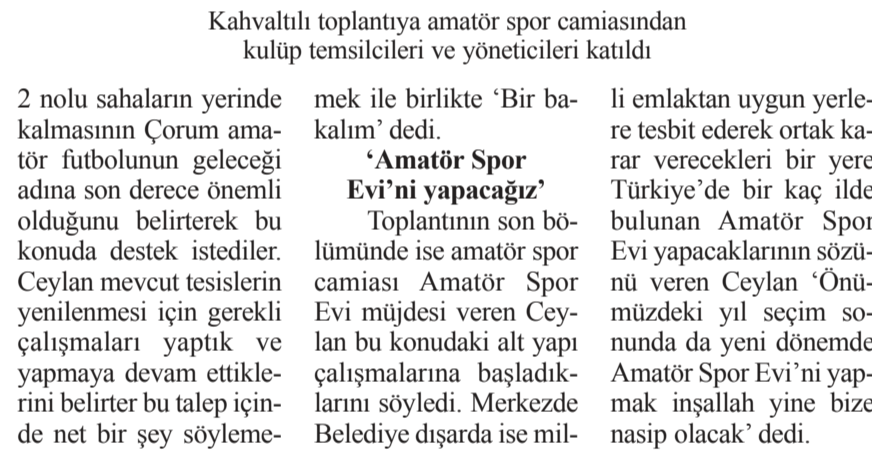 Kahvaltılı toplantıya amatör spor camiasından
kulüp temsilcileri ve yöneticileri katıldı
2 nolu sahaların yerinde
kalmasının Çorum ama-
tör futbolunun geleceği
adına son derece önemli
olduğunu belirterek bu
konuda destek istediler.
Ceylan mevcut tesislerin
yenilenmesi için gerekli
çalışmaları yaptık ve
yapmaya devam ettikle-
rini belirter bu talep için-
de net bir şey söyleme-
mek ile birlikte ‘Bir ba-
kalım’ dedi.
‘Amatör Spor
Evi’ni yapacağız’
Toplantının son bö-
lümünde ise amatör spor
camiası Amatör Spor
Evi müjdesi veren Cey-
lan bu konudaki alt yapı
çalışmalarına başladık-
larını söyledi. Merkezde
Belediye dışarda ise mil-
li emlaktan uygun yerle-
re tesbit ederek ortak ka-
rar verecekleri bir yere
Türkiye’de bir kaç ilde
bulunan Amatör Spor
Evi yapacaklarının sözü-
nü veren Ceylan ‘Önü-
müzdeki yıl seçim so-
nunda da yeni dönemde
Amatör Spor Evi’ni yap-
mak inşallah yine bize
nasip olacak’ dedi.